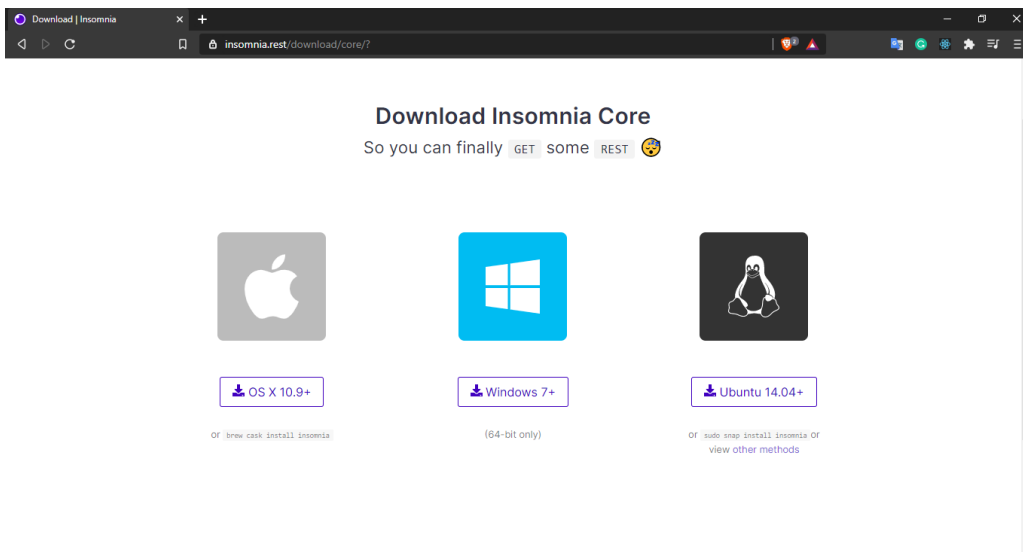 Download | Insomnia
insomnia.rest/download/core/?
Download Insomnia Core
So you can finally GET some REST
OS X 10.9+ Windows 7+ Ubuntu 14.04+
or brew cask install insomnia (64-bit only) or sudo snap install insomnia or
view other methods